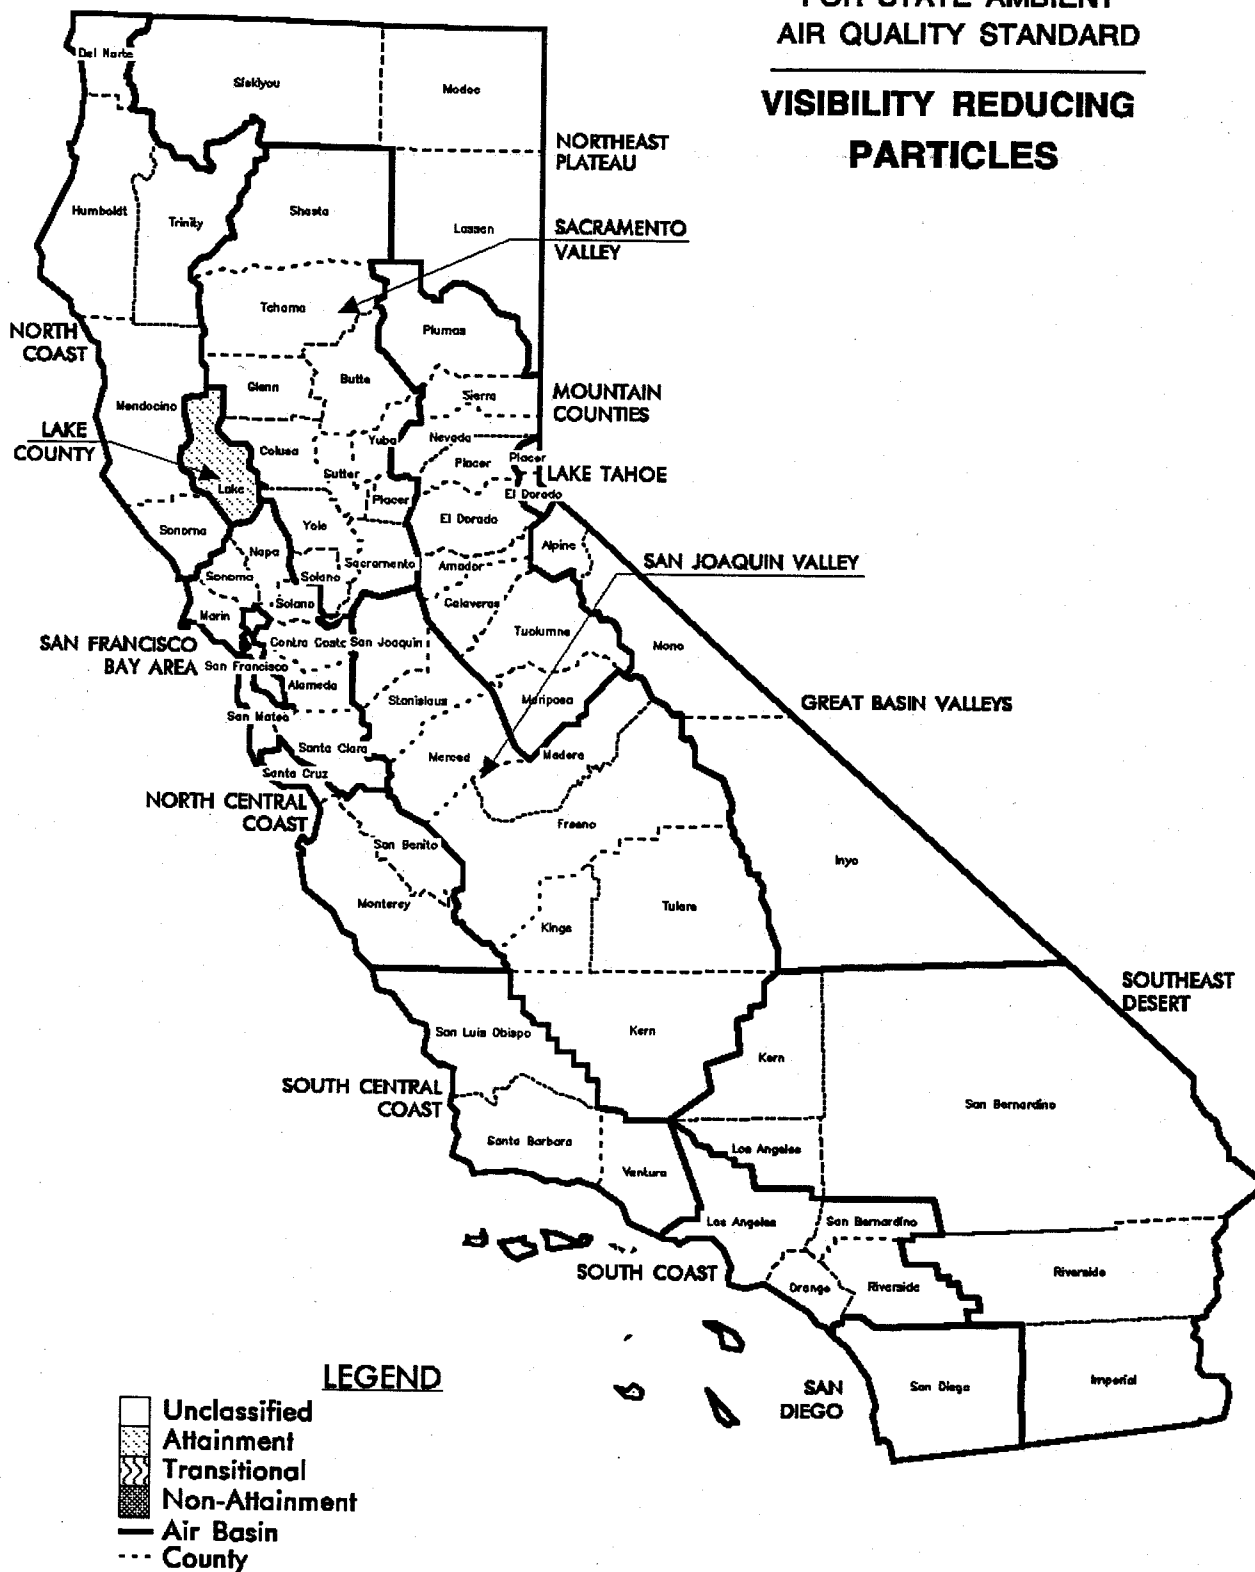 FOR STATE AMBIENT
AIR QUALITY STANDARD
VISIBILITY REDUCING
PARTICLES
Del Norte
Siskiyou
Modoc
NORTHEAST
PLATEAU
Humboldt
Trinity
Shasta
Lassen
SACRAMENTO
VALLEY
Tehama
Plumas
NORTH
COAST
Glenn
Butte
Sierra
MOUNTAIN
COUNTIES
Mendocino
LAKE
COUNTY
Colusa
Yuba
Nevada
Sutter
Placer
Placer
LAKE TAHOE
Lake
Placer
El Dorado
El Dorado
Sonoma
Yolo
Napa
Alpine
Sacramento
Amador
SAN JOAQUIN VALLEY
Sonoma
Solano
Solano
Calaveras
Marin
Tuolumne
Mono
SAN FRANCISCO
BAY AREA
Contra Costa
San Joaquin
San Francisco
Alameda
Stanislaus
Mariposa
GREAT BASIN VALLEYS
San Mateo
Santa Clara
Merced
Madera
Santa Cruz
NORTH CENTRAL
COAST
Fresno
San Benito
Inyo
Monterey
Kings
Tulare
SOUTHEAST
DESERT
San Luis Obispo
Kern
Kern
SOUTH CENTRAL
COAST
San Bernardino
Santa Barbara
Ventura
Los Angeles
Los Angeles
San Bernardino
SOUTH COAST
Orange
Riverside
Riverside
SAN
DIEGO
San Diego
Imperial
LEGEND
Unclassified
Attainment
Transitional
Non-Attainment
Air Basin
County